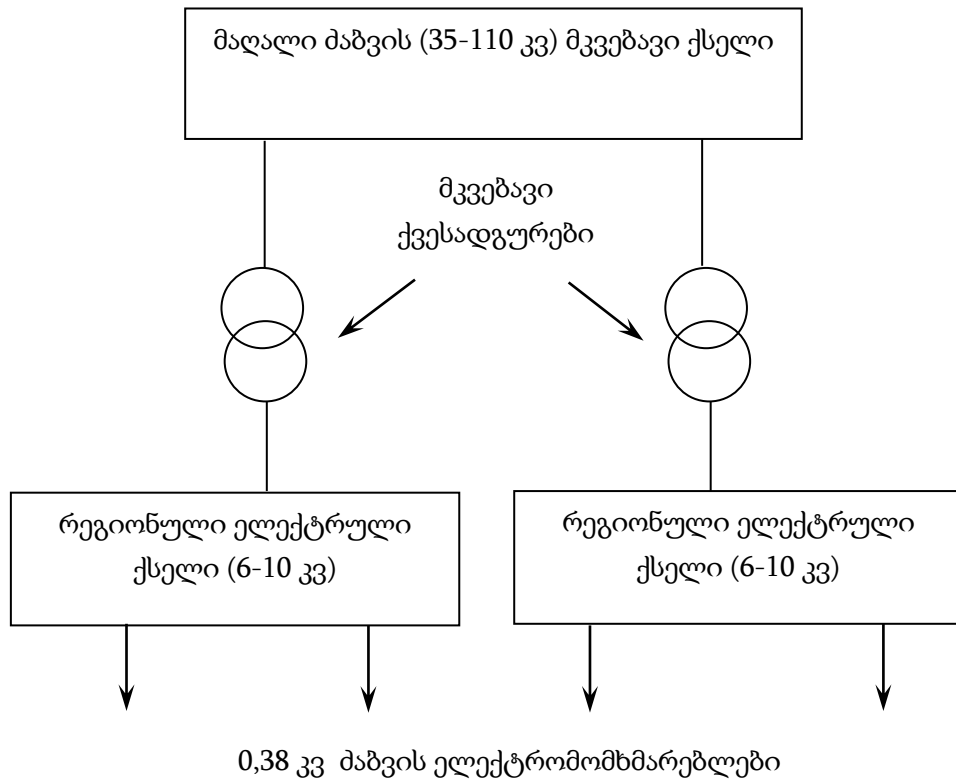 მაღალი ძაბვის (35-110 კვ) მკვებავი ქსელი
მკვებავი
ქვესადგურები
რეგიონული ელექტრული
ქსელი (6-10 კვ)
რეგიონული ელექტრული
ქსელი (6-10 კვ)
0,38 კვ ძაბვის ელექტრომომხმარებლები